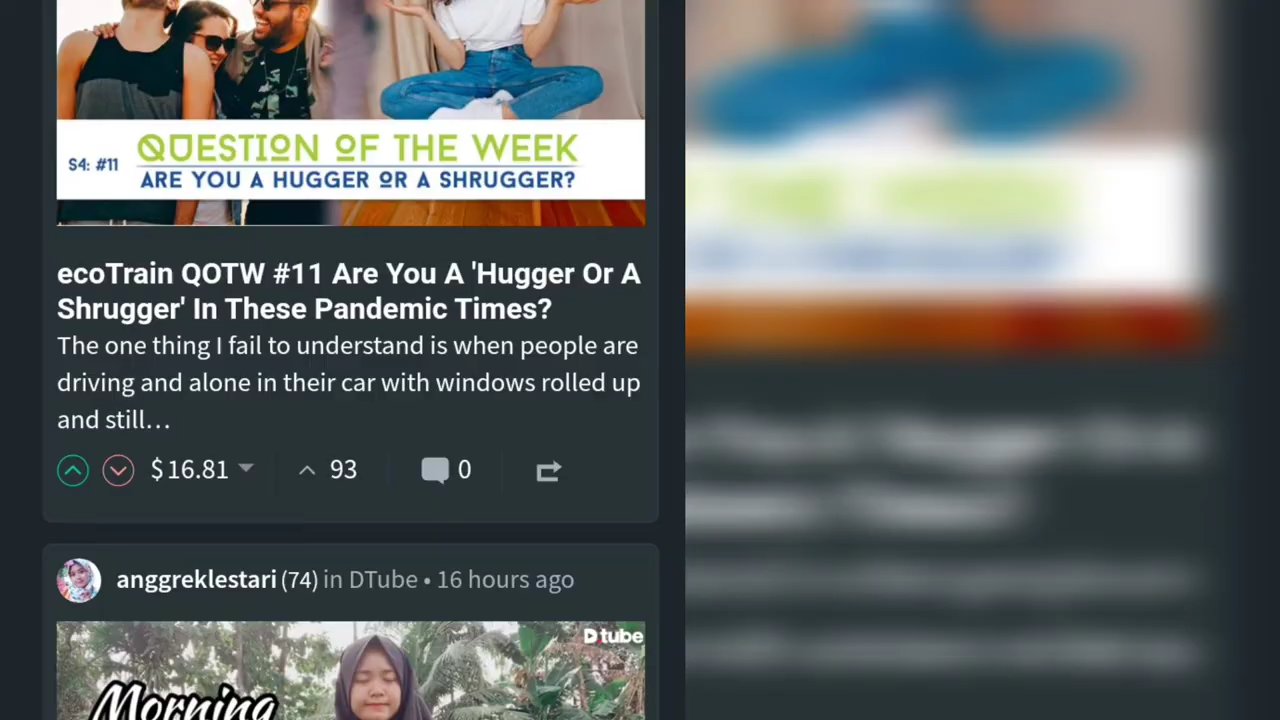 S4: #11
QUESTION OF THE WEEK
ARE YOU A HUGGER OR A SHRUGGER?
ecoTrain QOTW #11 Are You A 'Hugger Or A
Shrugger' In These Pandemic Times?
The one thing I fail to understand is when people are
driving and alone in their car with windows rolled up
and still...
$16.81
93
0
anggreklestari (74) in DTube • 16 hours ago
D.tube
Morning